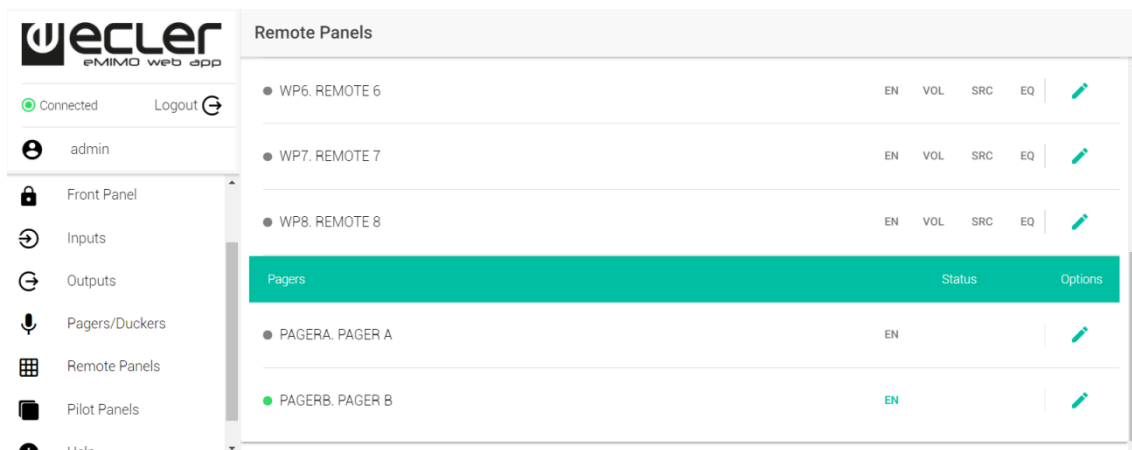 ecler
eMIMO web app
Connected
Logout
admin
Front Panel
Inputs
Outputs
Pagers/Duckers
Remote Panels
Pilot Panels
Help
Remote Panels
WP6. REMOTE 6 EN VOL SRC EQ
WP7. REMOTE 7 EN VOL SRC EQ
WP8. REMOTE 8 EN VOL SRC EQ
Pagers Status Options
PAGERA. PAGER A EN
PAGERB. PAGER B EN